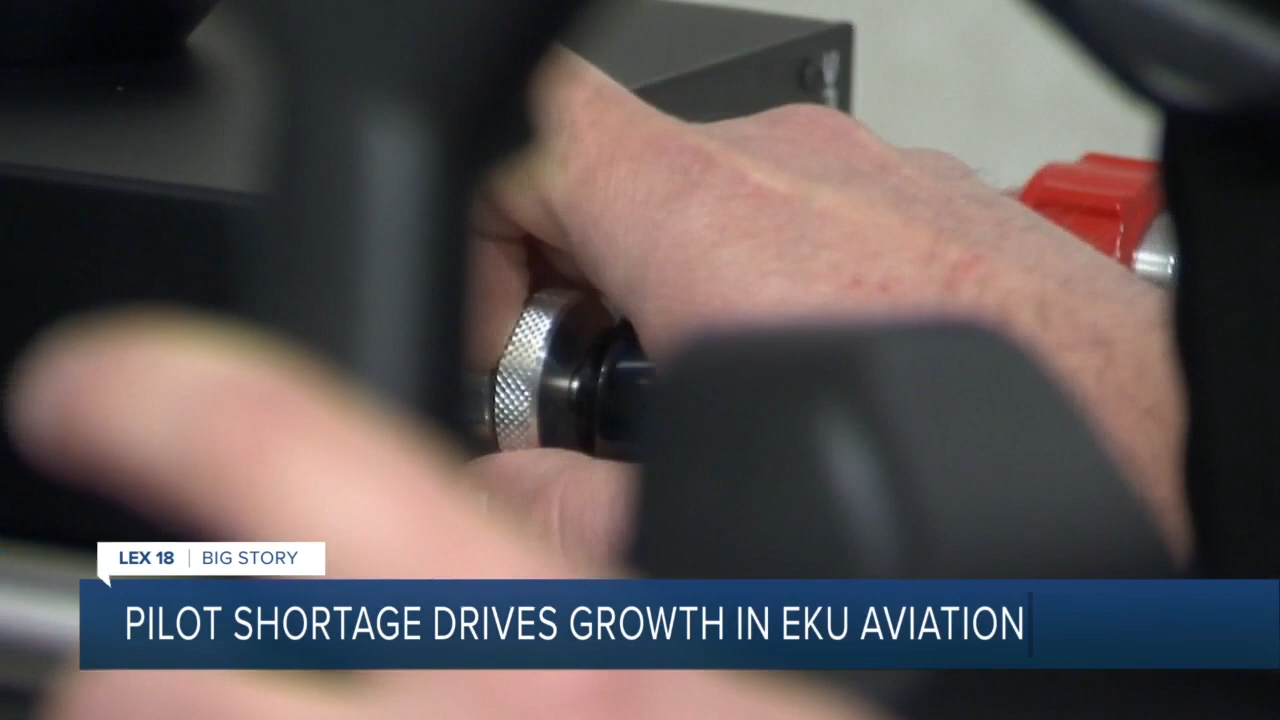 LEX 18 | BIG STORY
PILOT SHORTAGE DRIVES GROWTH IN EKU AVIATION